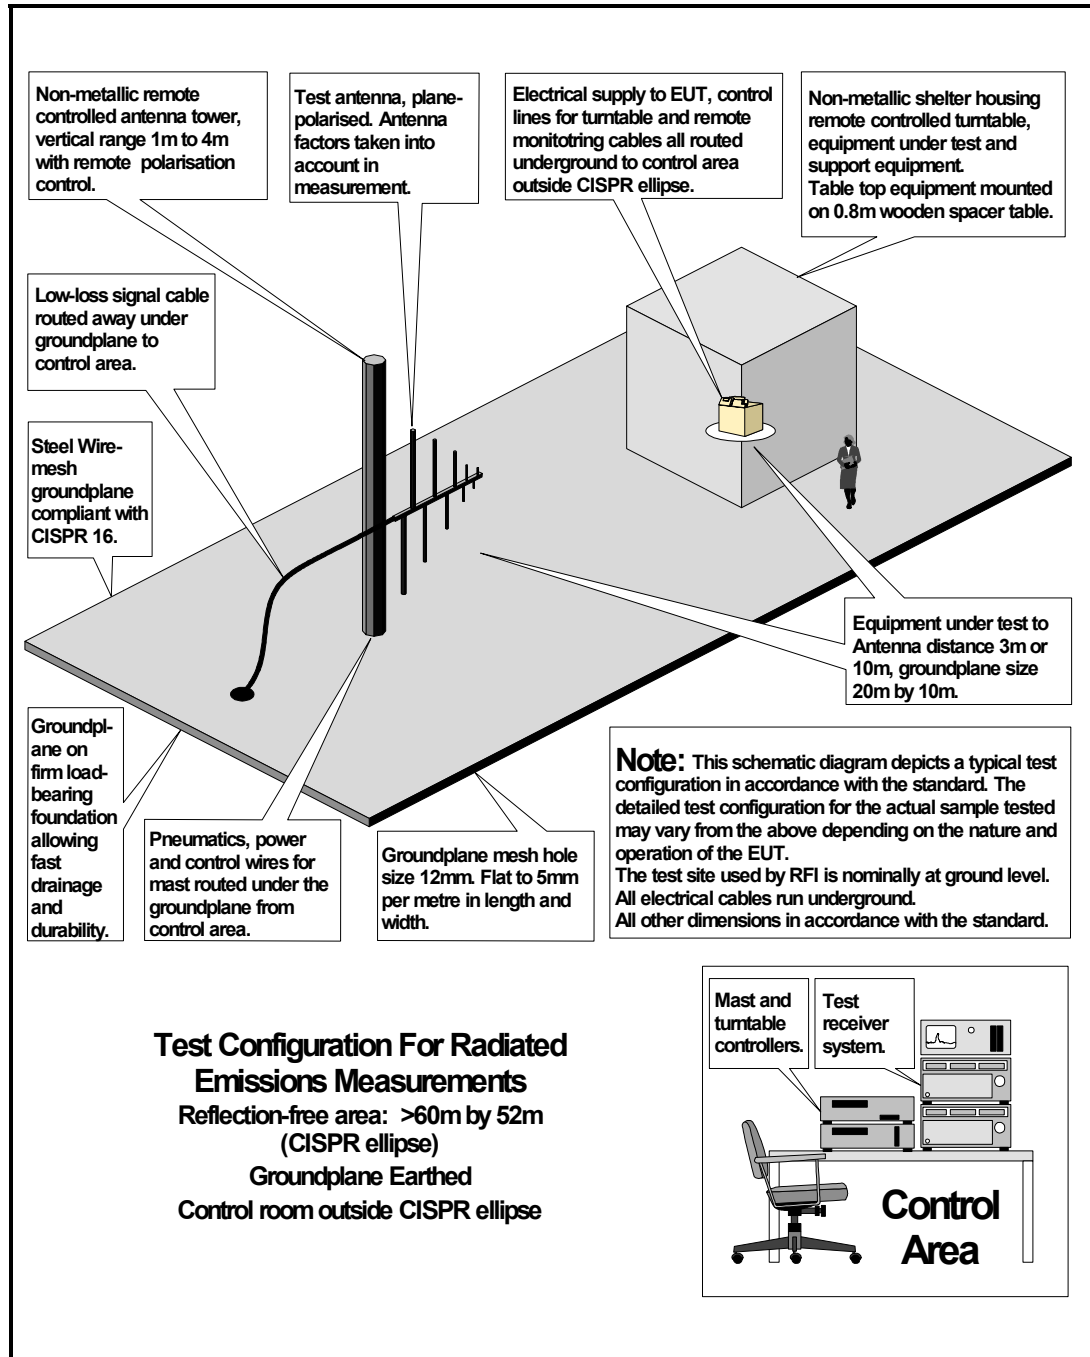 Non-metallic remote
controlled antenna tower,
vertical range 1m to 4m
with remote polarisation
control.
Test antenna, plane-
polarised. Antenna
factors taken into
account in
measurement.
Electrical supply to EUT, control
lines for turntable and remote
monitotring cables all routed
underground to control area
outside CISPR ellipse.
Non-metallic shelter housing
remote controlled turntable,
equipment under test and
support equipment.
Table top equipment mounted
on 0.8m wooden spacer table.
Low-loss signal cable
routed away under
groundplane to
control area.
Steel Wire-
mesh
groundplane
compliant with
CISPR 16.
Equipment under test to
Antenna distance 3m or
10m, groundplane size
20m by 10m.
Groundpl-
ane on
firm load-
bearing
foundation
allowing
fast
drainage
and
durability.
Pneumatics, power
and control wires for
mast routed under the
groundplane from
control area.
Groundplane mesh hole
size 12mm. Flat to 5mm
per metre in length and
width.
Note: This schematic diagram depicts a typical test
configuration in accordance with the standard. The
detailed test configuration for the actual sample tested
may vary from the above depending on the nature and
operation of the EUT.
The test site used by RFI is nominally at ground level.
All electrical cables run underground.
All other dimensions in accordance with the standard.
Test Configuration For Radiated
Emissions Measurements
Reflection-free area: >60m by 52m
(CISPR ellipse)
Groundplane Earthed
Control room outside CISPR ellipse
Mast and
turntable
controllers.
Test
receiver
system.
Control
Area